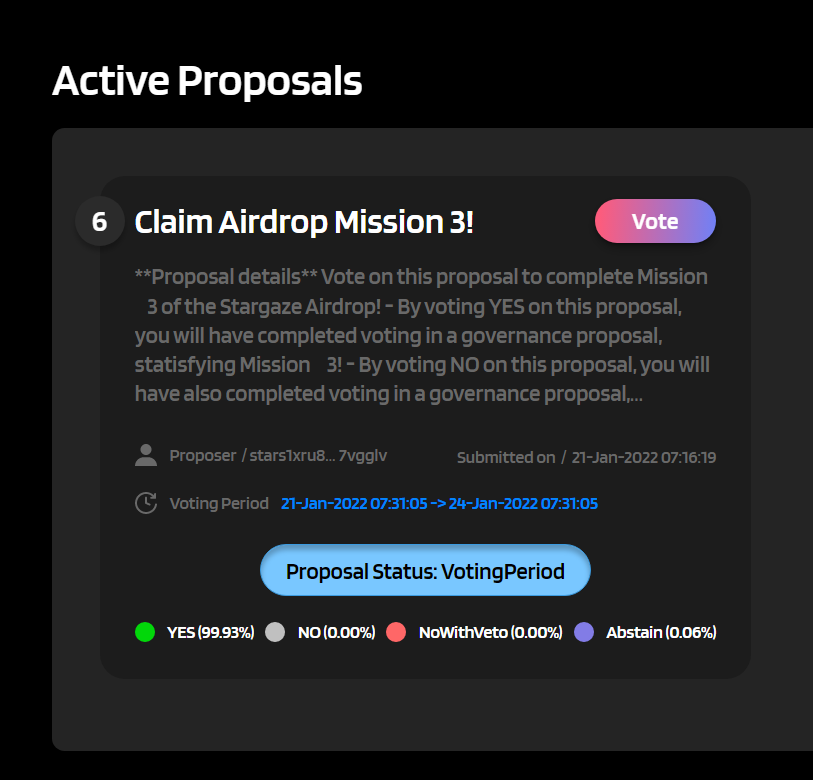 Active Proposals
6 Claim Airdrop Mission 3! Vote
**Proposal details** Vote on this proposal to complete Mission
3 of the Stargaze Airdrop! - By voting YES on this proposal,
you will have completed voting in a governance proposal,
statisfying Mission 3! - By voting NO on this proposal, you will
have also completed voting in a governance proposal,...
Proposer / stars1xru8... 7vgglv Submitted on / 21-Jan-2022 07:16:19
Voting Period 21-Jan-2022 07:31:05 -> 24-Jan-2022 07:31:05
Proposal Status: VotingPeriod
YES (99.93%) NO (0.00%) NoWithVeto (0.00%) Abstain (0.06%)